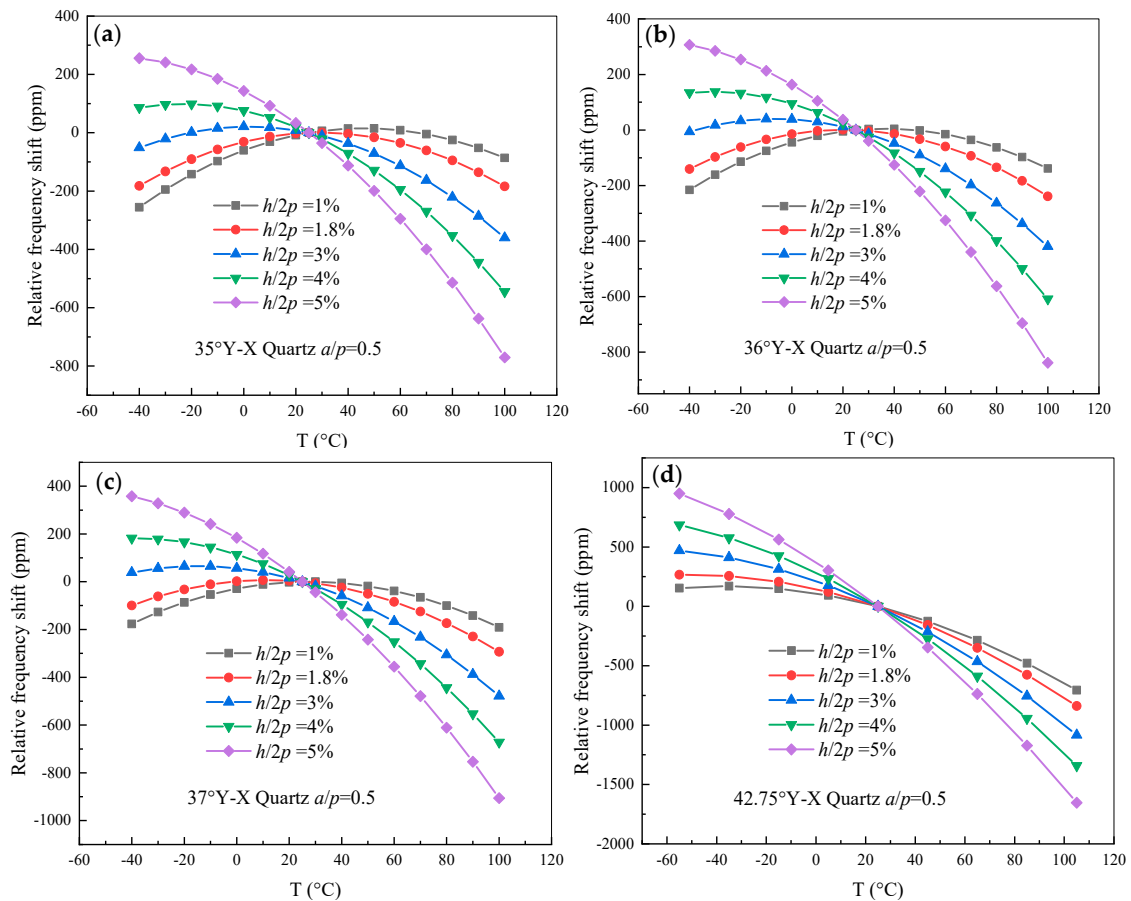 (a)
Relative frequency shift (ppm)
400
200
0
-200
-400
-600
-800
h/2p =1%
h/2p =1.8%
h/2p =3%
h/2p =4%
h/2p =5%
35°Y-X Quartz a/p=0.5
-60 -40 -20 0 20 40 60 80 100 120
T (°C)
(b)
Relative frequency shift (ppm)
400
200
0
-200
-400
-600
-800
h/2p =1%
h/2p =1.8%
h/2p =3%
h/2p =4%
h/2p =5%
36°Y-X Quartz a/p=0.5
-60 -40 -20 0 20 40 60 80 100 120
T (°C)
(c)
Relative frequency shift (ppm)
400
200
0
-200
-400
-600
-800
-1000
h/2p =1%
h/2p =1.8%
h/2p =3%
h/2p =4%
h/2p =5%
37°Y-X Quartz a/p=0.5
-60 -40 -20 0 20 40 60 80 100 120
T (°C)
(d)
Relative frequency shift (ppm)
1000
500
0
-500
-1000
-1500
-2000
h/2p =1%
h/2p =1.8%
h/2p =3%
h/2p =4%
h/2p =5%
42.75°Y-X Quartz a/p=0.5
-60 -40 -20 0 20 40 60 80 100 120
T (°C)